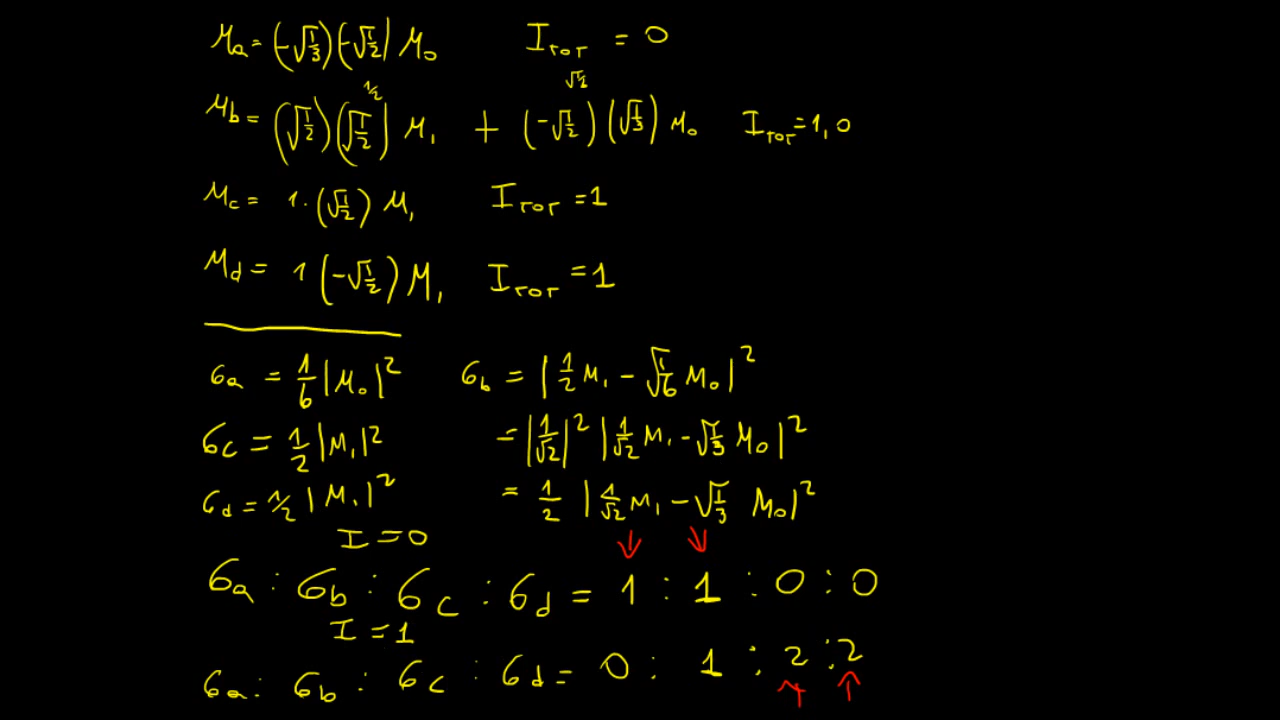 Ma = (-√1/3)(-√1/2) M₀    I_TOT = 0
√1/2
1/2
Mb = (√1/2)(√1/2) M₁ + (-√1/2)(√1/3) M₀    I_TOT = 1, 0
Mc = 1·(√1/2) M₁    I_TOT = 1
Md = 1(-√1/2) M₁    I_TOT = 1
σa = 1/6 |M₀|²    σb = |1/2 M₁ - √1/6 M₀|²
σc = 1/2 |M₁|²    = |1/√2|² |1/√2 M₁ - √1/3 M₀|²
σd = 1/2 |M₁|²    = 1/2 |1/√2 M₁ - √1/3 M₀|²
I = 0
σa : σb : σc : σd = 1 : 1 : 0 : 0
I = 1
σa : σb : σc : σd = 0 : 1 : 2 : 2